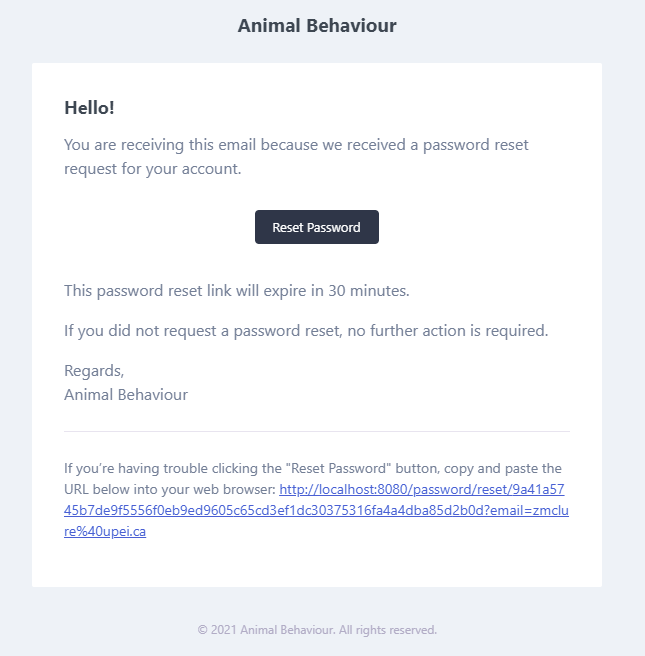 Animal Behaviour
Hello!
You are receiving this email because we received a password reset
request for your account.
Reset Password
This password reset link will expire in 30 minutes.
If you did not request a password reset, no further action is required.
Regards,
Animal Behaviour
If you’re having trouble clicking the "Reset Password" button, copy and paste the
URL below into your web browser: http://localhost:8080/password/reset/9a41a57
45b7de9f5556f0eb9ed9605c65cd3ef1dc30375316fa4a4dba85d2b0d?email=zmclu
re%40upei.ca
© 2021 Animal Behaviour. All rights reserved.